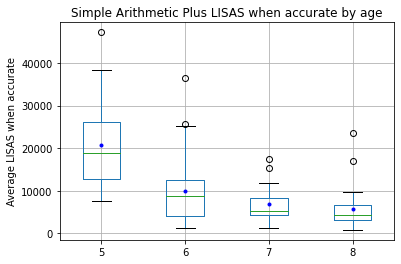 Simple Arithmetic Plus LISAS when accurate by age
Average LISAS when accurate
40000
30000
20000
10000
0
5 6 7 8